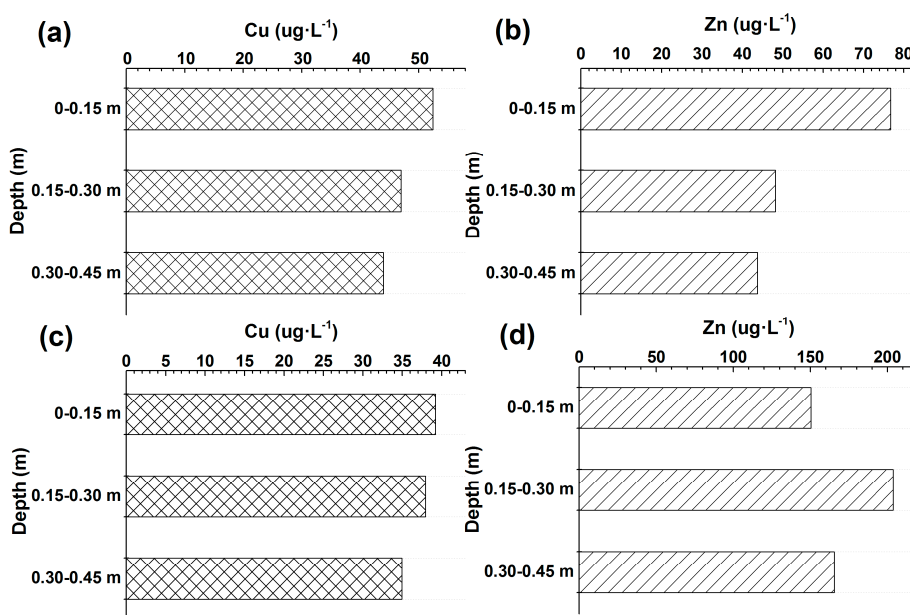 (a)
Cu (ug·L⁻¹)
0 10 20 30 40 50
0-0.15 m
0.15-0.30 m
0.30-0.45 m
Depth (m)
(b)
Zn (ug·L⁻¹)
0 10 20 30 40 50 60 70 80
0-0.15 m
0.15-0.30 m
0.30-0.45 m
Depth (m)
(c)
Cu (ug·L⁻¹)
0 5 10 15 20 25 30 35 40
0-0.15 m
0.15-0.30 m
0.30-0.45 m
Depth (m)
(d)
Zn (ug·L⁻¹)
0 50 100 150 200
0-0.15 m
0.15-0.30 m
0.30-0.45 m
Depth (m)